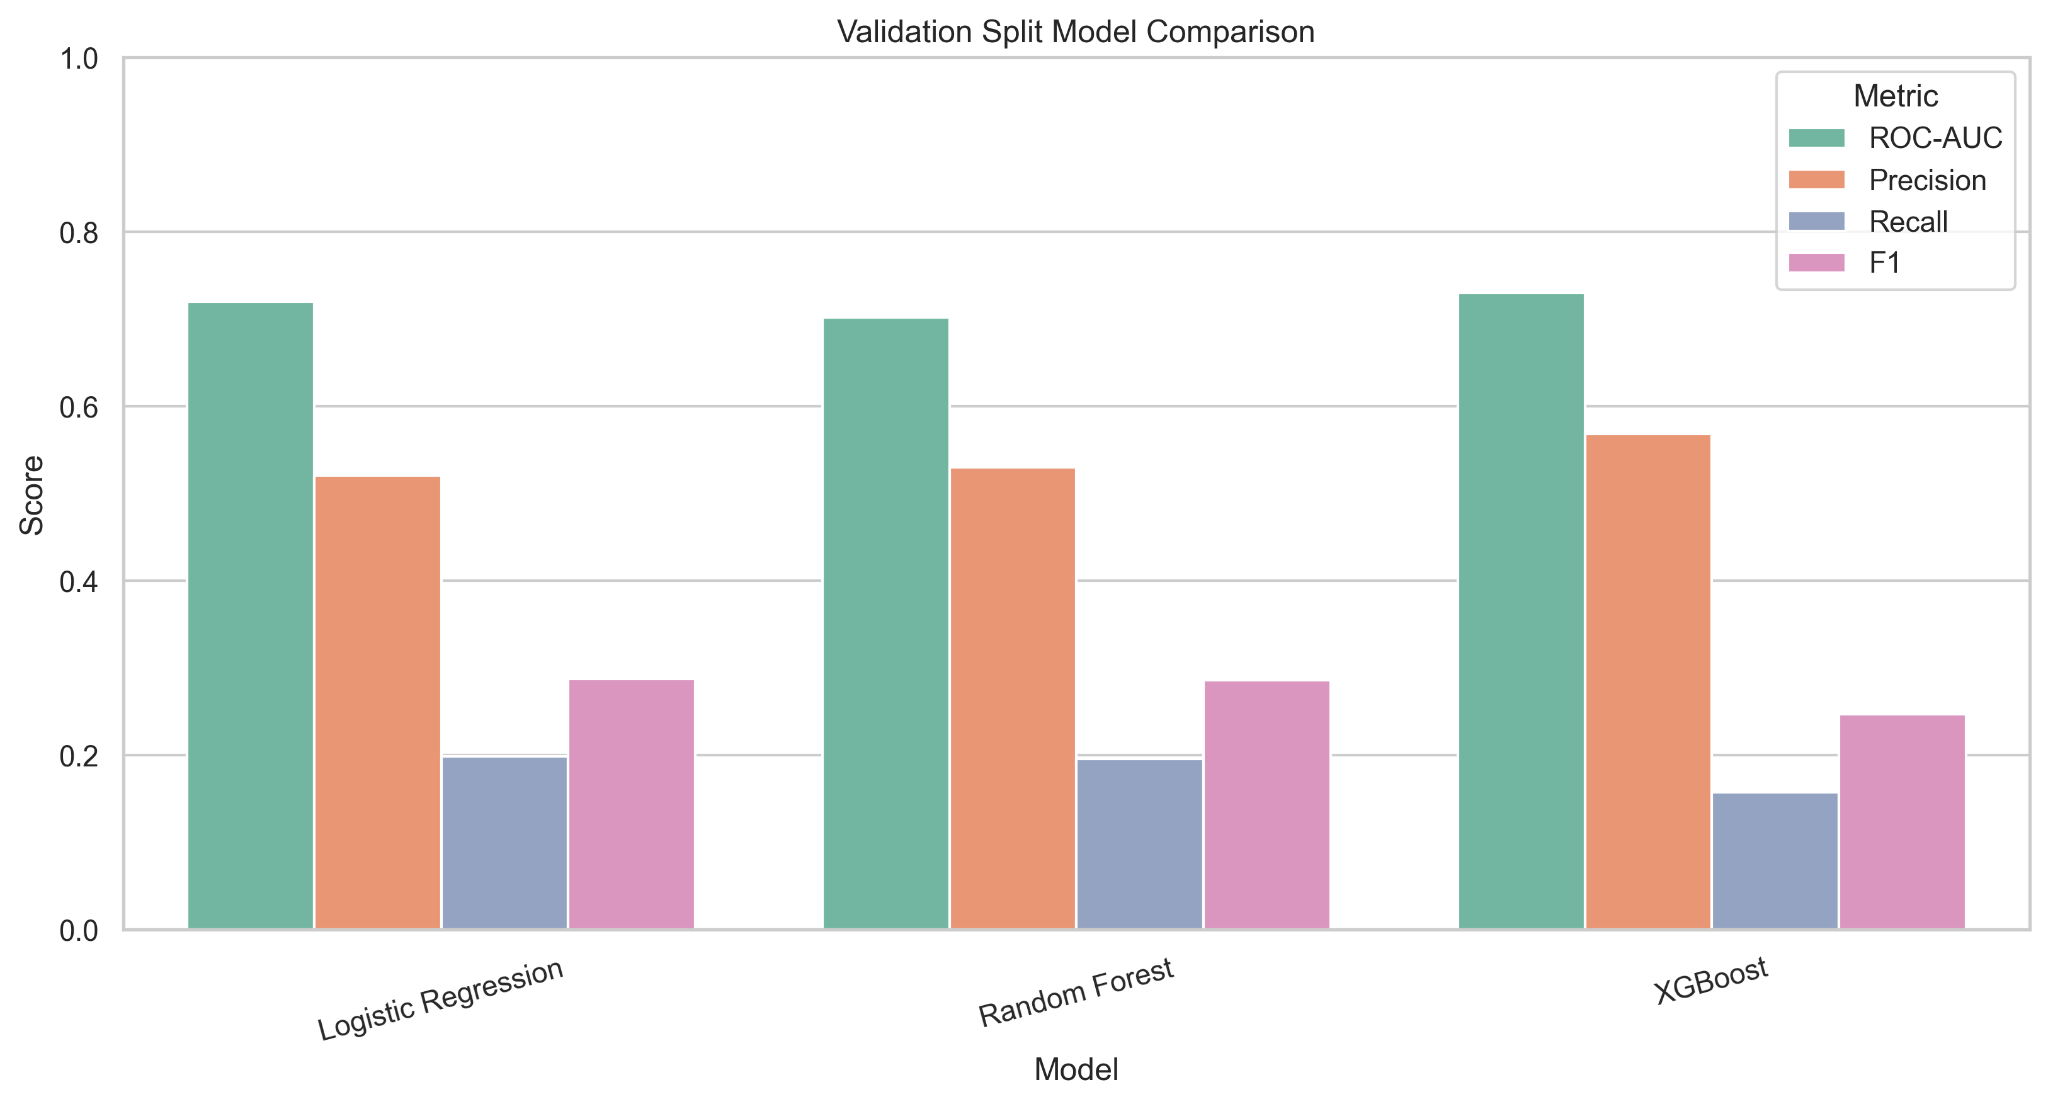 Validation Split Model Comparison
1.0
0.8
0.6
0.4
0.2
0.0
Score
Metric
ROC-AUC
Precision
Recall
F1
Logistic Regression
Random Forest
XGBoost
Model